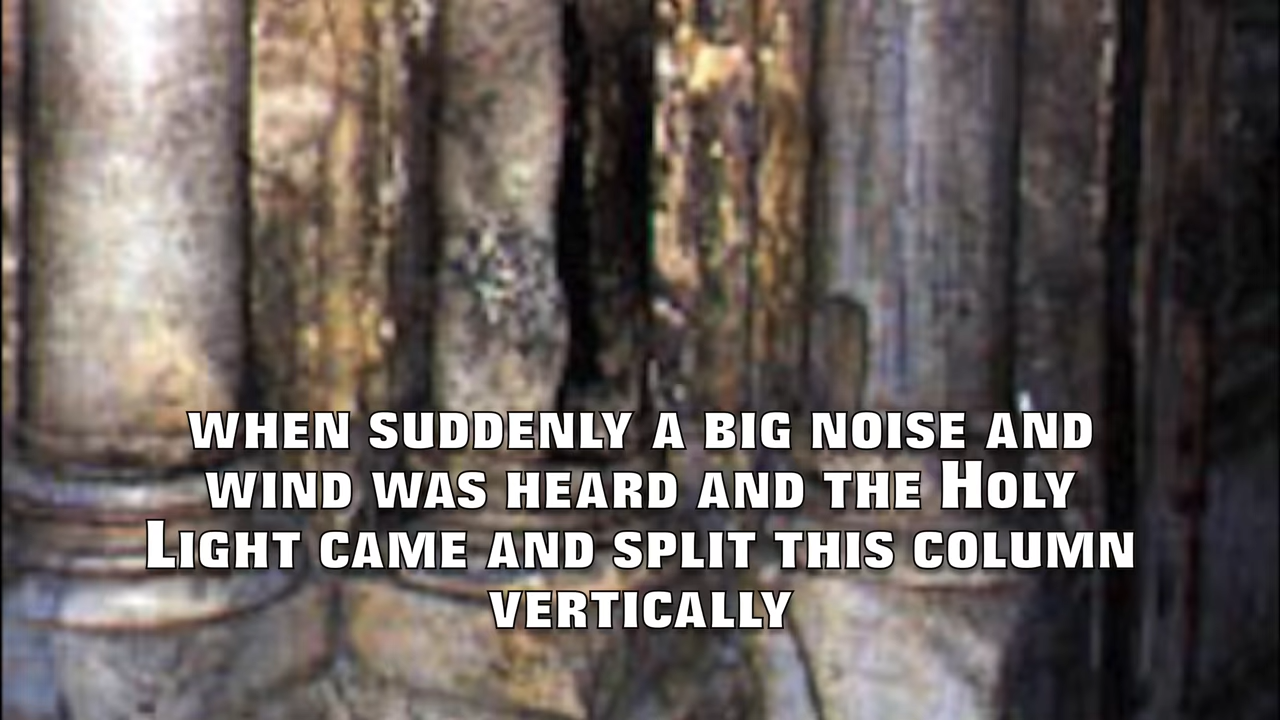 when suddenly a big noise and
wind was heard and the Holy
Light came and split this column
vertically